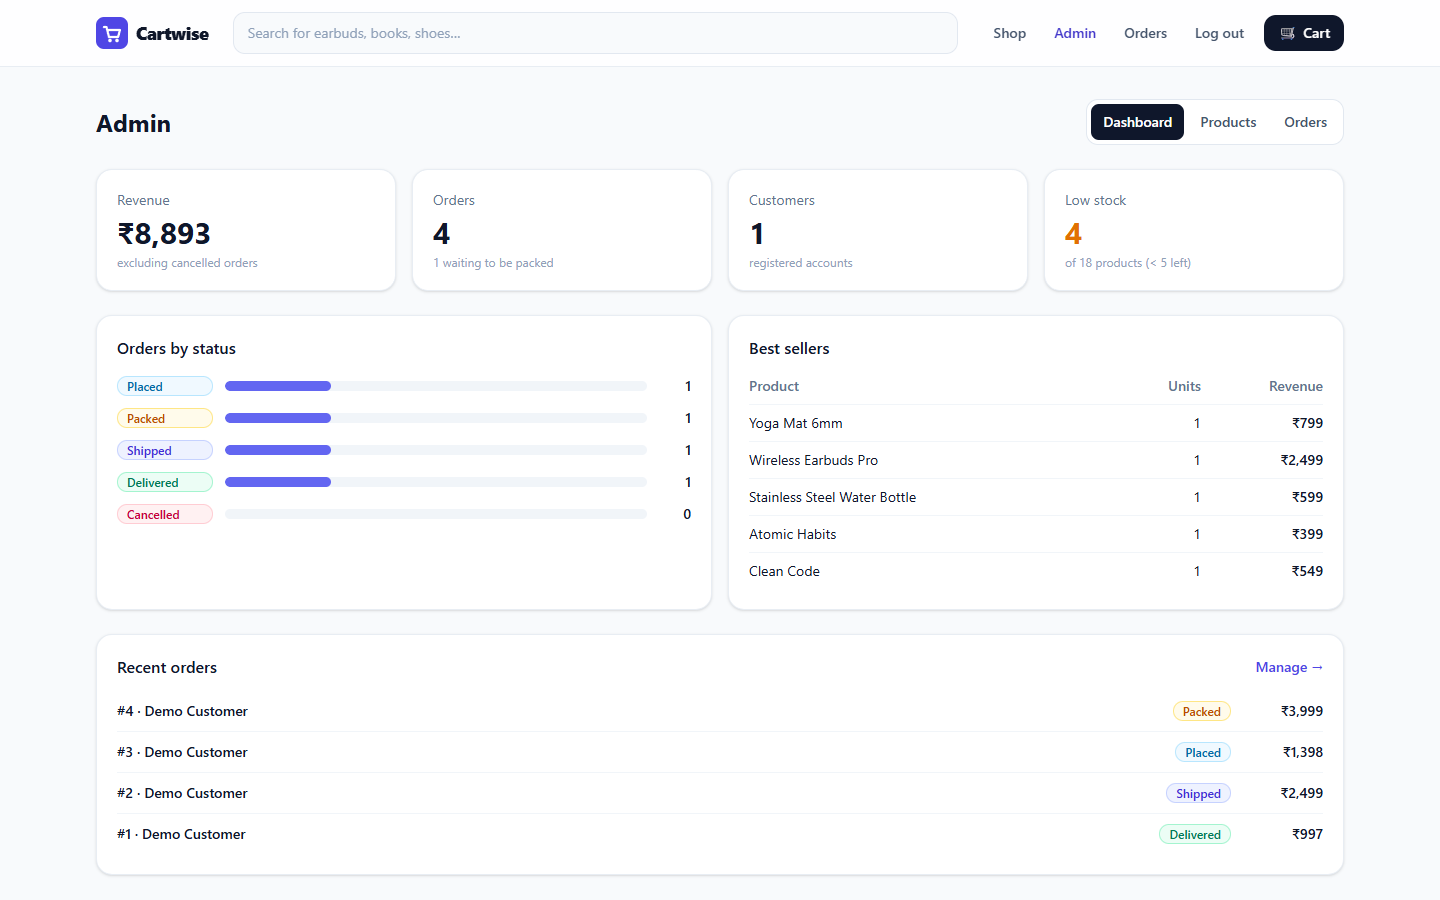 Cartwise
Search for earbuds, books, shoes...
Shop
Admin
Orders
Log out
Cart
Admin
Dashboard
Products
Orders
Revenue
₹8,893
excluding cancelled orders
Orders
4
1 waiting to be packed
Customers
1
registered accounts
Low stock
4
of 18 products (< 5 left)
Orders by status
Placed 1
Packed 1
Shipped 1
Delivered 1
Cancelled 0
Best sellers
Product Units Revenue
Yoga Mat 6mm 1 ₹799
Wireless Earbuds Pro 1 ₹2,499
Stainless Steel Water Bottle 1 ₹599
Atomic Habits 1 ₹399
Clean Code 1 ₹549
Recent orders Manage →
#4 · Demo Customer Packed ₹3,999
#3 · Demo Customer Placed ₹1,398
#2 · Demo Customer Shipped ₹2,499
#1 · Demo Customer Delivered ₹997